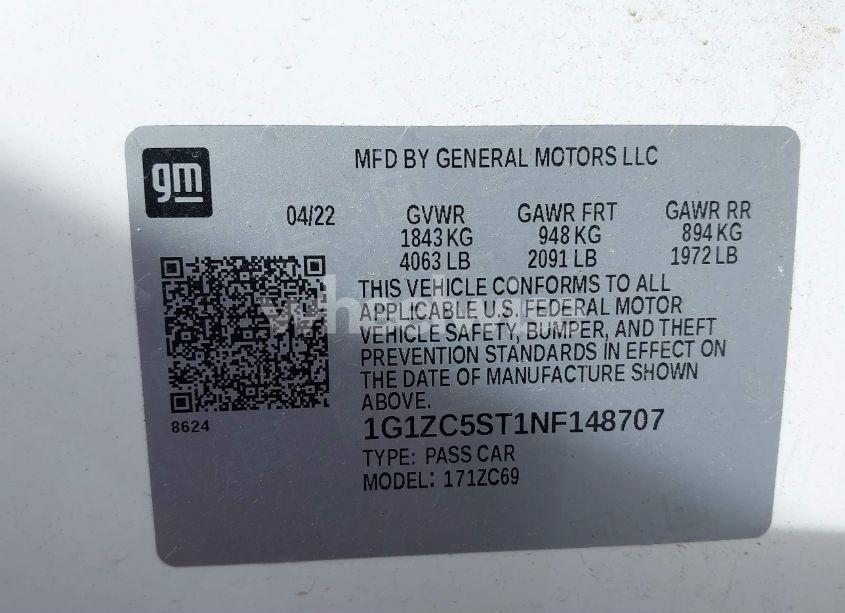 gm
MFD BY GENERAL MOTORS LLC
04/22 GVWR GAWR FRT GAWR RR
1843 KG 948 KG 894 KG
4063 LB 2091 LB 1972 LB
THIS VEHICLE CONFORMS TO ALL
APPLICABLE U.S. FEDERAL MOTOR
VEHICLE SAFETY, BUMPER, AND THEFT
PREVENTION STANDARDS IN EFFECT ON
THE DATE OF MANUFACTURE SHOWN
ABOVE.
8624
1G1ZC5ST1NF148707
TYPE: PASS CAR
MODEL: 171ZC69